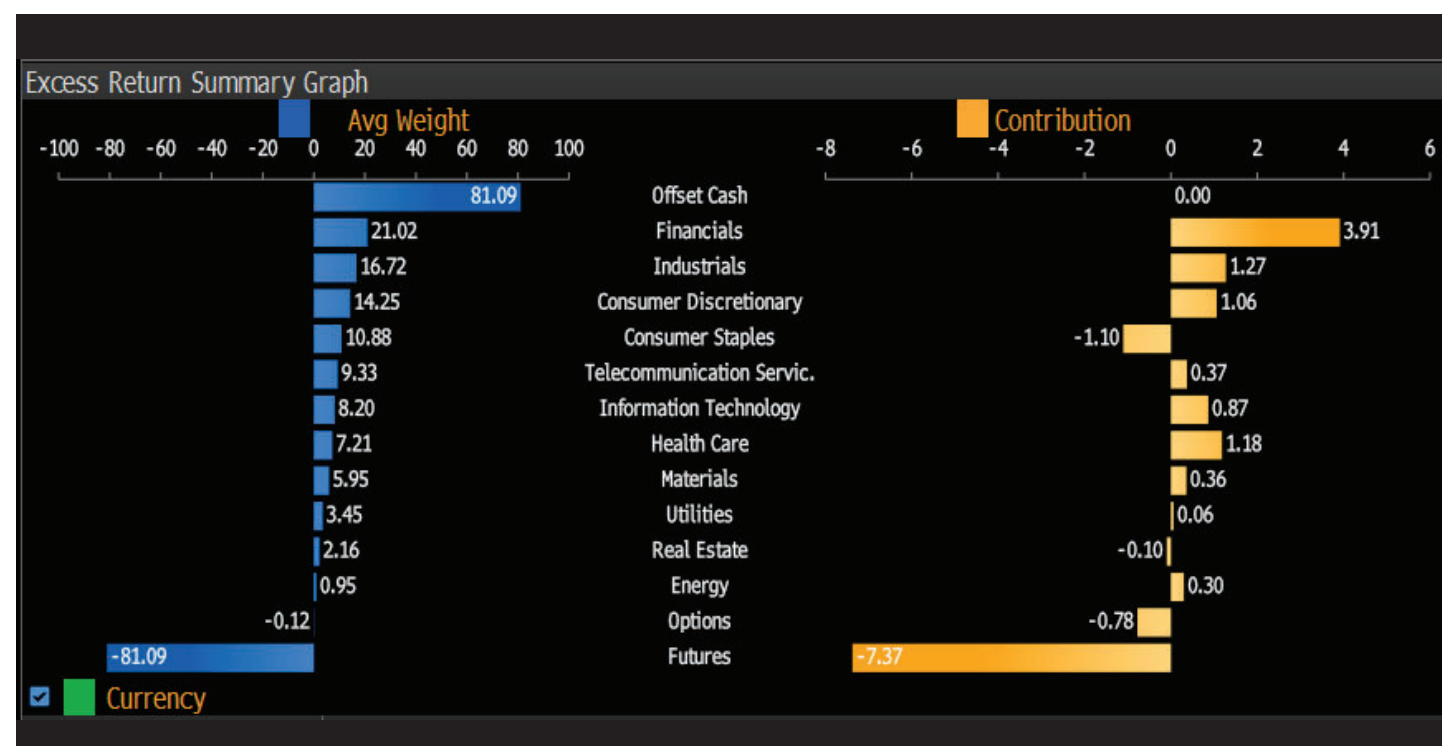 Excess Return Summary Graph
Avg Weight Contribution
-100 -80 -60 -40 -20 0 20 40 60 80 100 -8 -6 -4 -2 0 2 4 6
81.09 Offset Cash 0.00
21.02 Financials 3.91
16.72 Industrials 1.27
14.25 Consumer Discretionary 1.06
10.88 Consumer Staples -1.10
9.33 Telecommunication Servic. 0.37
8.20 Information Technology 0.87
7.21 Health Care 1.18
5.95 Materials 0.36
3.45 Utilities 0.06
2.16 Real Estate -0.10
0.95 Energy 0.30
-0.12 Options -0.78
-81.09 Futures -7.37
Currency